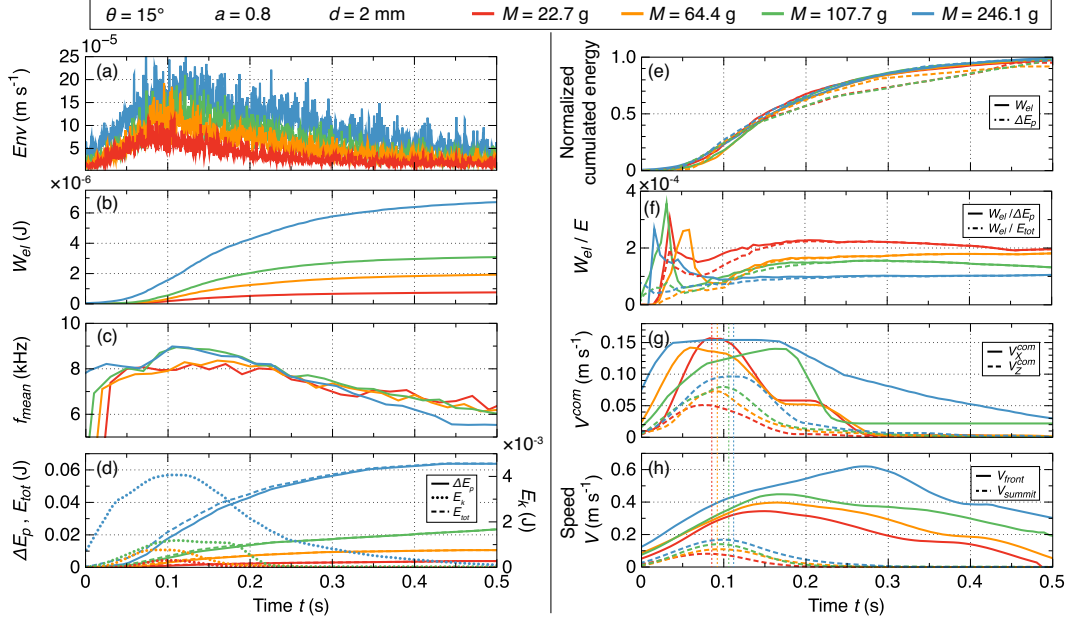 θ = 15° a = 0.8 d = 2 mm M = 22.7 g M = 64.4 g M = 107.7 g M = 246.1 g
×10⁻⁵
(a)
Env (m s⁻¹)
25
20
15
10
5
×10⁻⁶
(b)
W_el (J)
6
4
2
0
(c)
f_mean (kHz)
10
8
6
×10⁻³
(d)
ΔE_p , E_tot (J)
0.06
0.04
0.02
0
ΔE_p
E_k
E_tot
4
2
0
E_k (J)
0 0.1 0.2 0.3 0.4 0.5
Time t (s)
(e)
Normalized
cumulated energy
1.0
0.5
0
W_el
ΔE_p
×10⁻⁴
(f)
W_el / E
4
2
0
W_el / ΔE_p
W_el / E_tot
(g)
V^com (m s⁻¹)
0.15
0.10
0.05
0
V_X^com
V_Z^com
(h)
Speed
V (m s⁻¹)
0.6
0.4
0.2
0
V_front
V_summit
0 0.1 0.2 0.3 0.4 0.5
Time t (s)